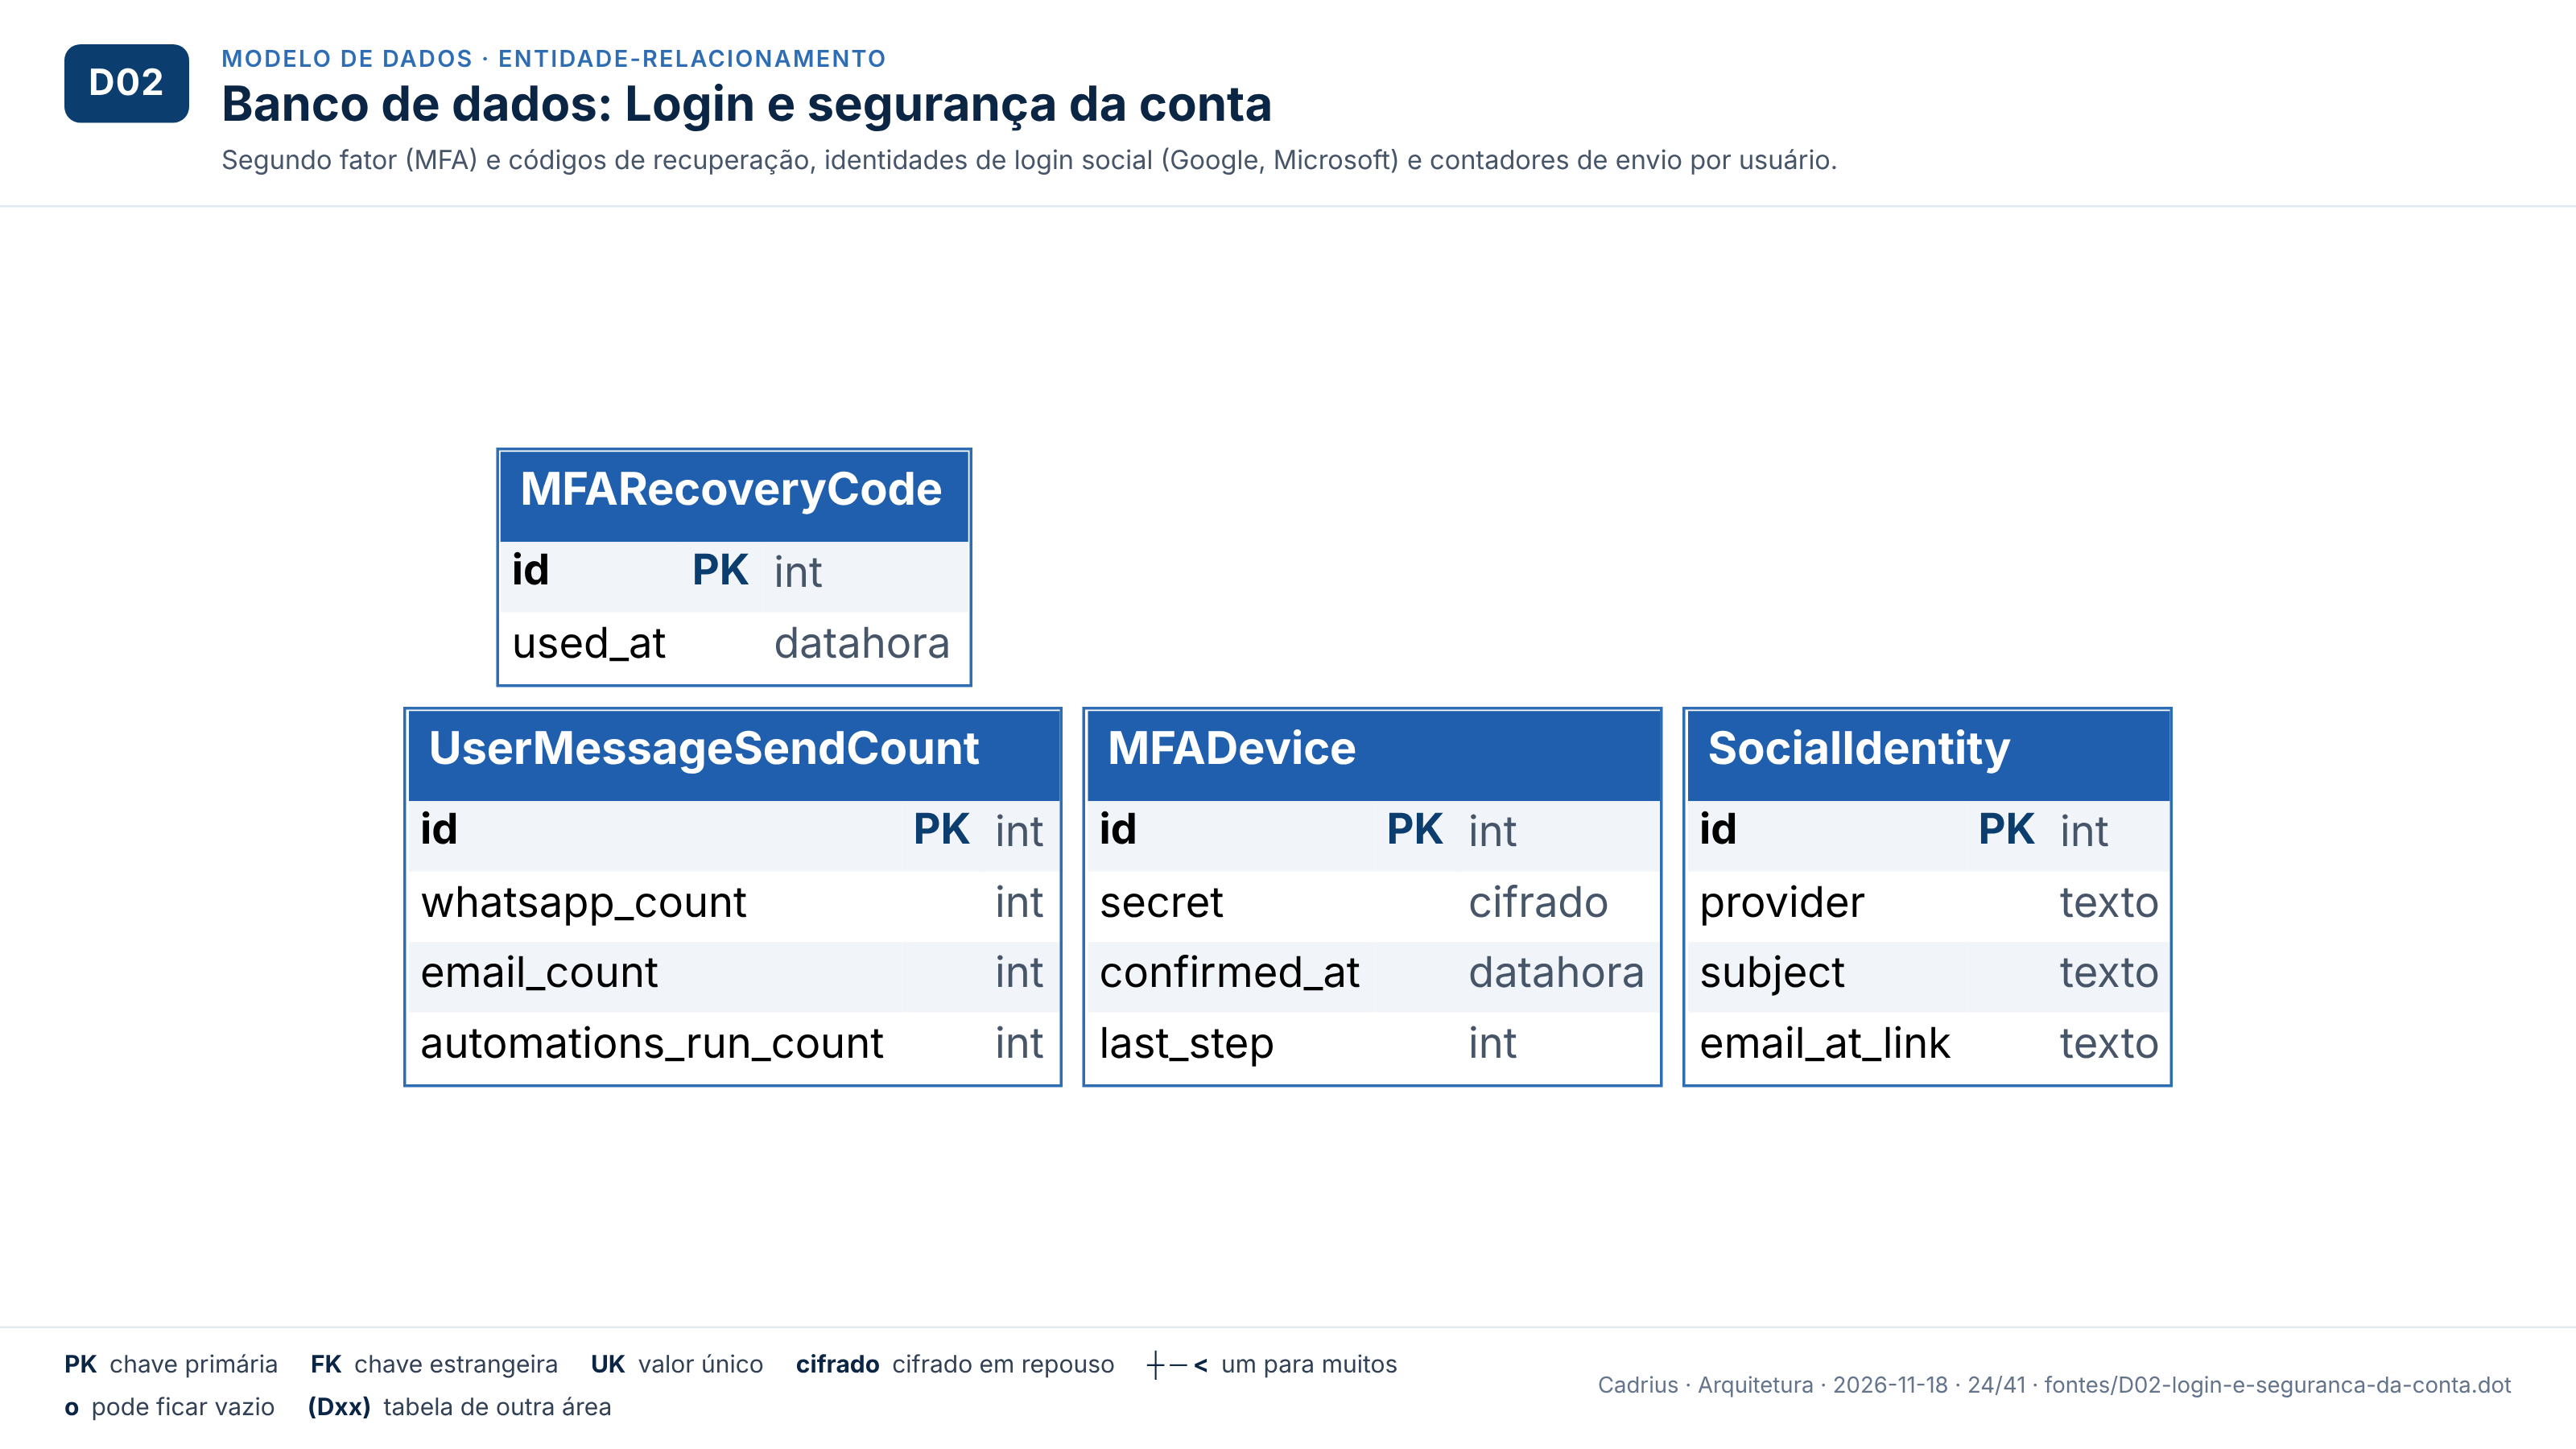 D02
MODELO DE DADOS · ENTIDADE-RELACIONAMENTO
Banco de dados: Login e segurança da conta
Segundo fator (MFA) e códigos de recuperação, identidades de login social (Google, Microsoft) e contadores de envio por usuário.
MFARecoveryCode
id PK int
used_at datahora
UserMessageSendCount
id PK int
whatsapp_count int
email_count int
automations_run_count int
MFADevice
id PK int
secret cifrado
confirmed_at datahora
last_step int
SocialIdentity
id PK int
provider texto
subject texto
email_at_link texto
PK chave primária FK chave estrangeira UK valor único cifrado cifrado em repouso ┼─< um para muitos
o pode ficar vazio (Dxx) tabela de outra área
Cadrius · Arquitetura · 2026-11-18 · 24/41 · fontes/D02-login-e-seguranca-da-conta.dot